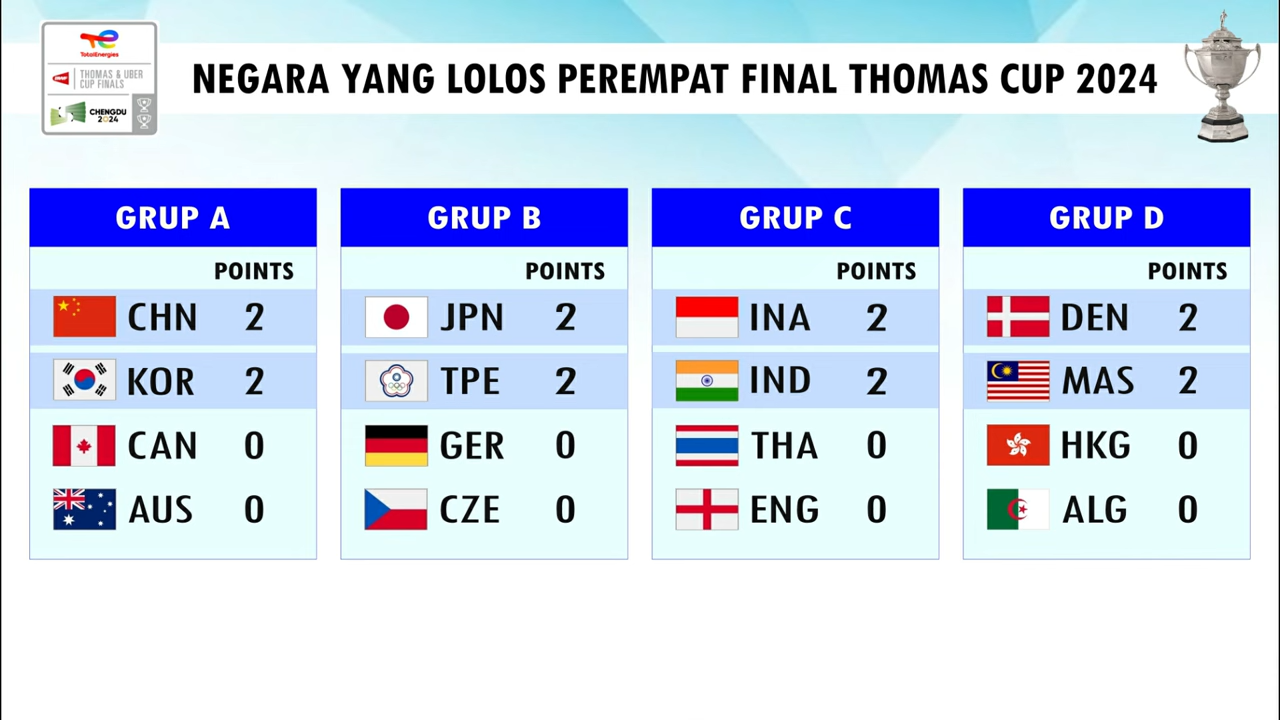 TotalEnergies
BWF
THOMAS & UBER
CUP FINALS
CHENGDU
2024
NEGARA YANG LOLOS PEREMPAT FINAL THOMAS CUP 2024
GRUP A
POINTS
CHN 2
KOR 2
CAN 0
AUS 0
GRUP B
POINTS
JPN 2
TPE 2
GER 0
CZE 0
GRUP C
POINTS
INA 2
IND 2
THA 0
ENG 0
GRUP D
POINTS
DEN 2
MAS 2
HKG 0
ALG 0